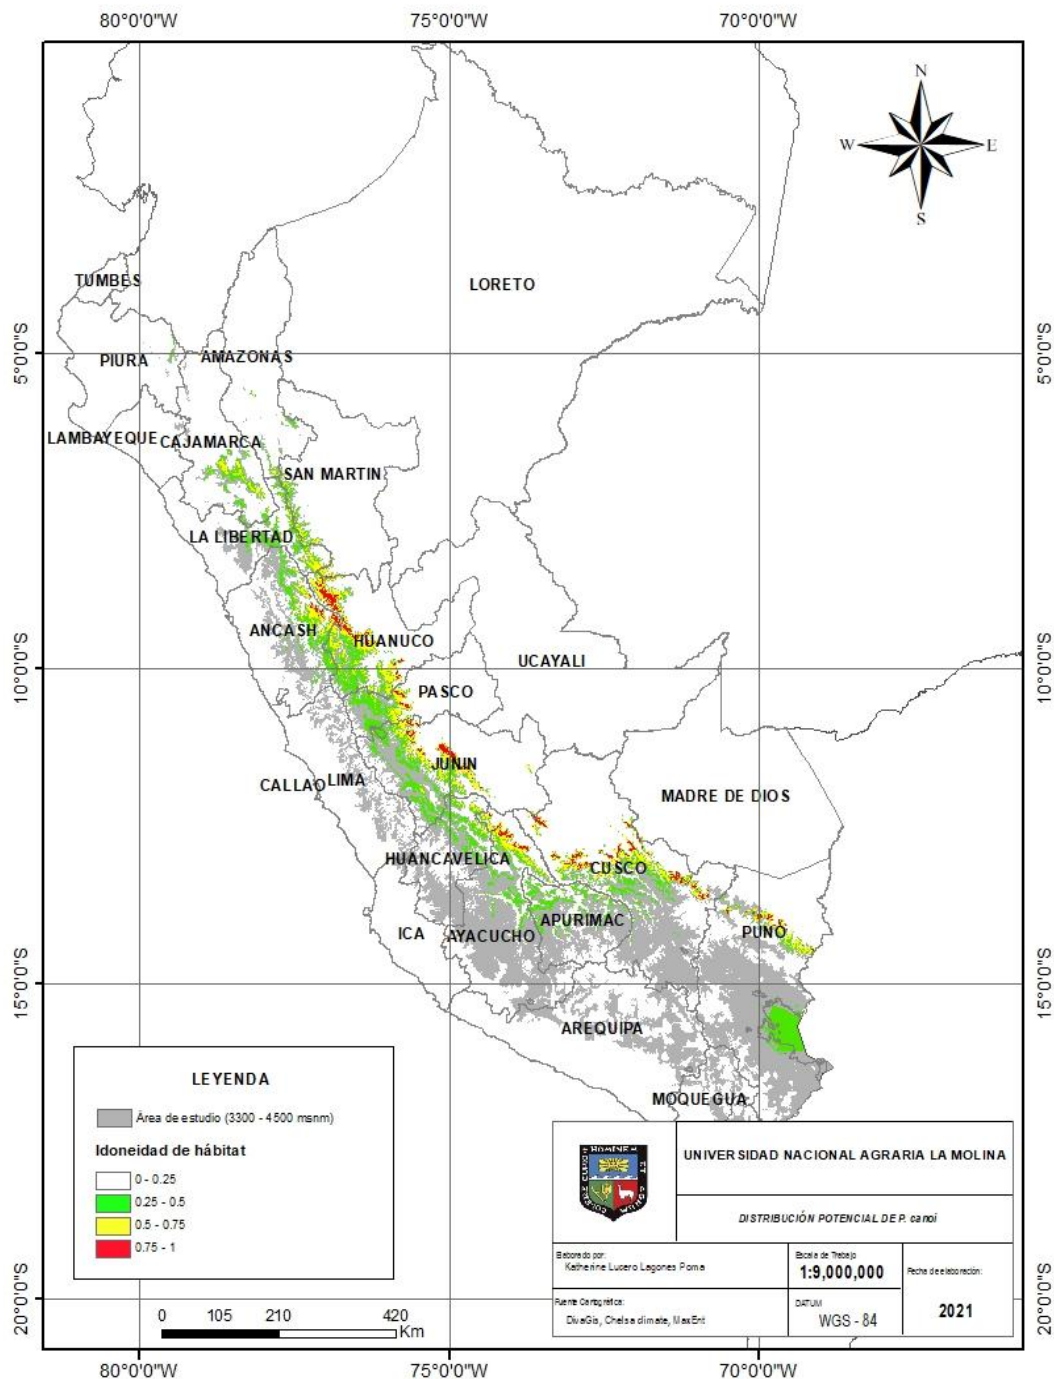 80°0'0"W 75°0'0"W 70°0'0"W
N
W E
S
TUMBES
LORETO
5°0'0"S 5°0'0"S
PIURA AMAZONAS
LAMBAYEQUE CAJAMARCA
SAN MARTIN
LA LIBERTAD
ANCASH HUANUCO
UCAYALI
10°0'0"S 10°0'0"S
PASCO
JUNIN
CALLAO LIMA
MADRE DE DIOS
HUANCAVELICA
CUSCO
APURIMAC
ICA AYACUCHO PUNO
15°0'0"S 15°0'0"S
AREQUIPA
MOQUEGUA
LEYENDA
Área de estudio (3300 - 4500 msnm)
Idoneidad de hábitat
0 - 0.25
0.25 - 0.5
0.5 - 0.75
0.75 - 1
UNIVERSIDAD NACIONAL AGRARIA LA MOLINA
DISTRIBUCIÓN POTENCIAL DE P. canoi
Elaborado por:
Katherine Lucero Lagones Poma
Escala de Trabajo
1:9,000,000
Fecha de elaboración:
2021
Fuente Cartográfica:
DivaGis, Chelsa climate, MaxEnt
DATUM
WGS - 84
20°0'0"S 20°0'0"S
0 105 210 420
Km
80°0'0"W 75°0'0"W 70°0'0"W